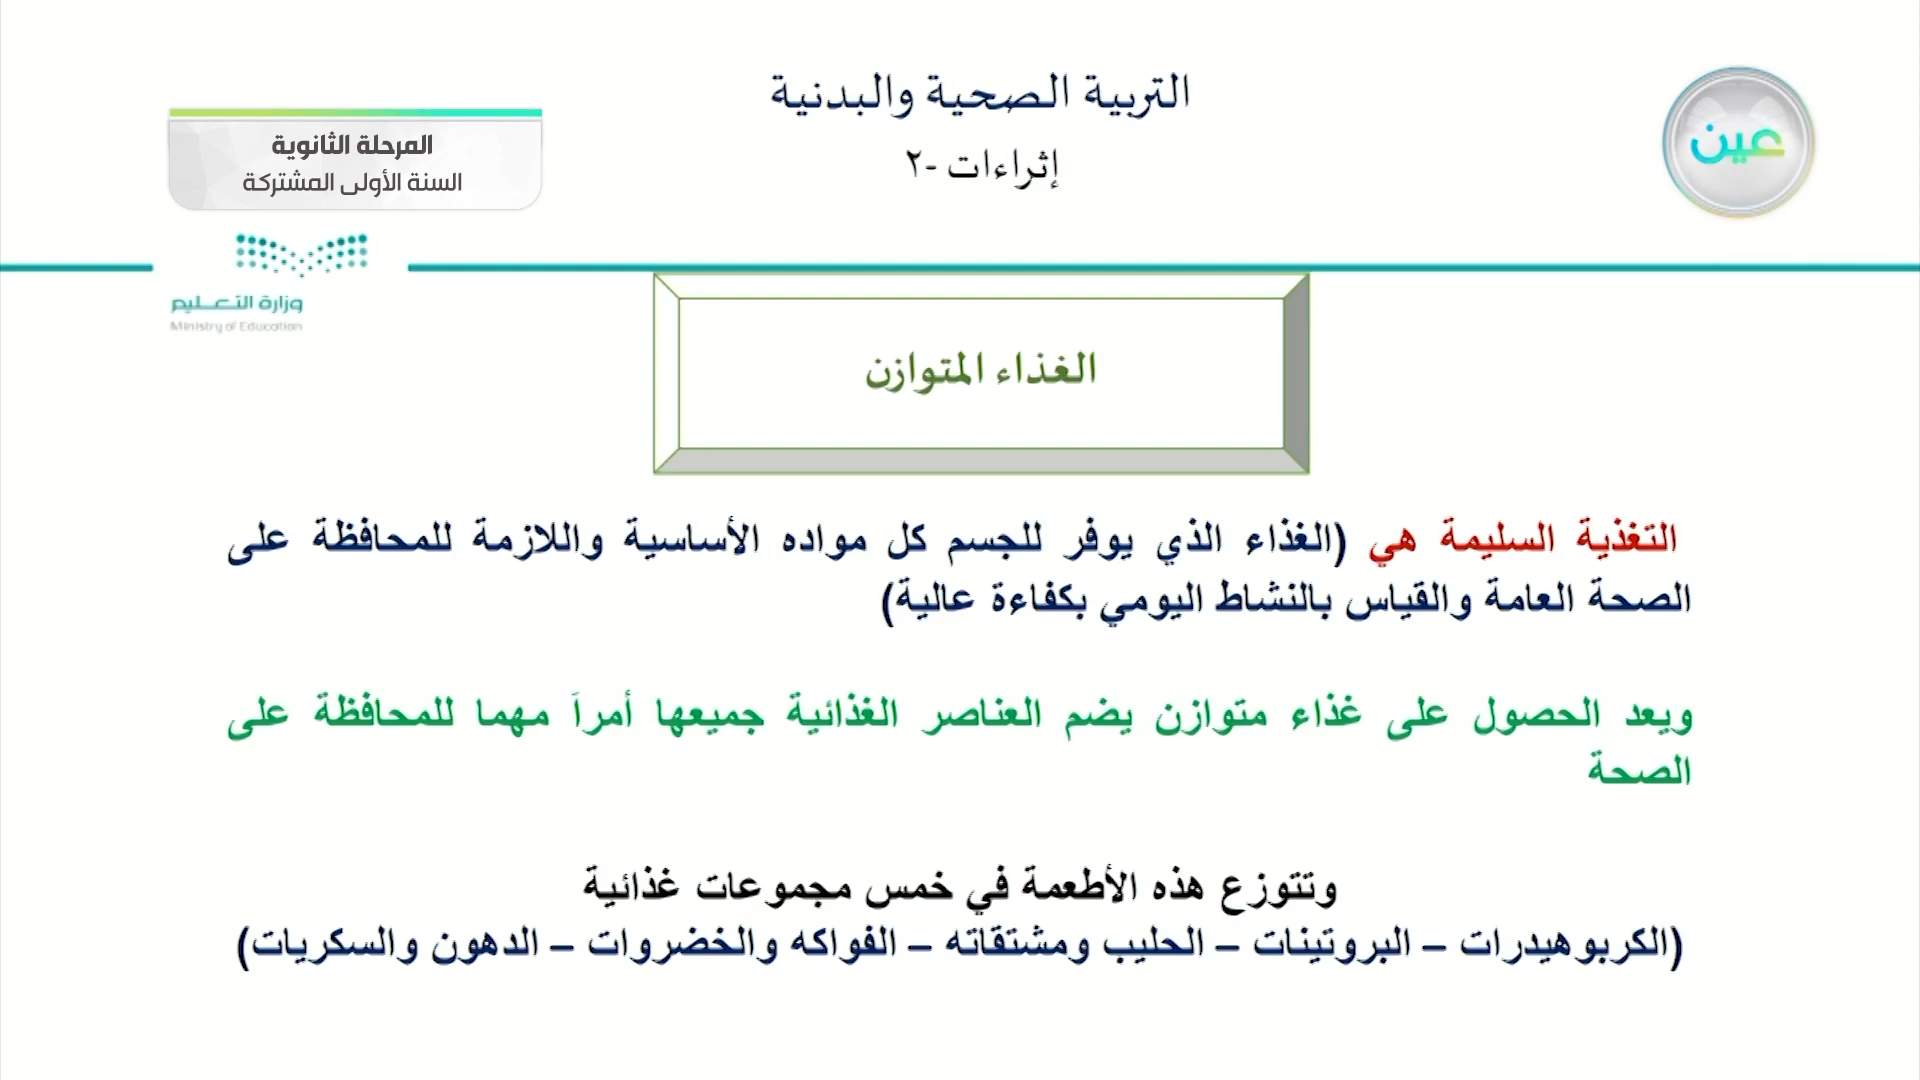 التربية الصحية والبدنية
إثراءات -٢
عين
المرحلة الثانوية
السنة الأولى المشتركة
وزارة التعليم
Ministry of Education
الغذاء المتوازن
التغذية السليمة هي (الغذاء الذي يوفر للجسم كل مواده الأساسية واللازمة للمحافظة على
الصحة العامة والقياس بالنشاط اليومي بكفاءة عالية)
ويعد الحصول على غذاء متوازن يضم العناصر الغذائية جميعها أمراَ مهما للمحافظة على
الصحة
وتتوزع هذه الأطعمة في خمس مجموعات غذائية
(الكربوهيدرات – البروتينات – الحليب ومشتقاته – الفواكه والخضروات – الدهون والسكريات)